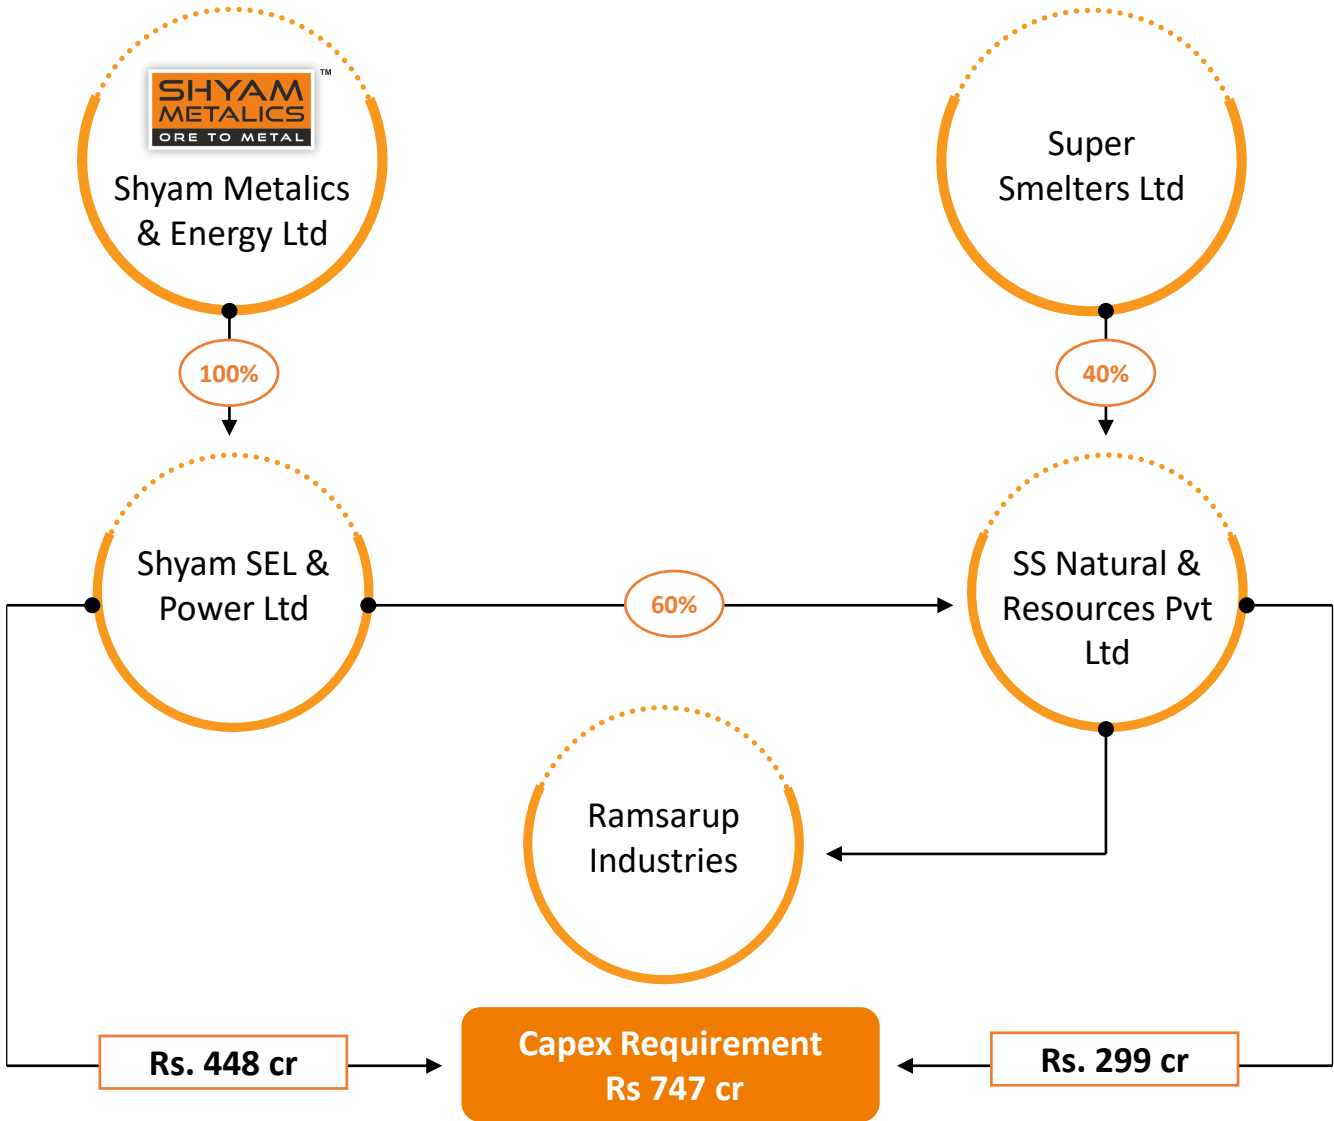 SHYAM
METALICS
ORE TO METAL
TM
Shyam Metalics
& Energy Ltd
Super
Smelters Ltd
100%
40%
Shyam SEL &
Power Ltd
60%
SS Natural &
Resources Pvt
Ltd
Ramsarup
Industries
Rs. 448 cr
Capex Requirement
Rs 747 cr
Rs. 299 cr